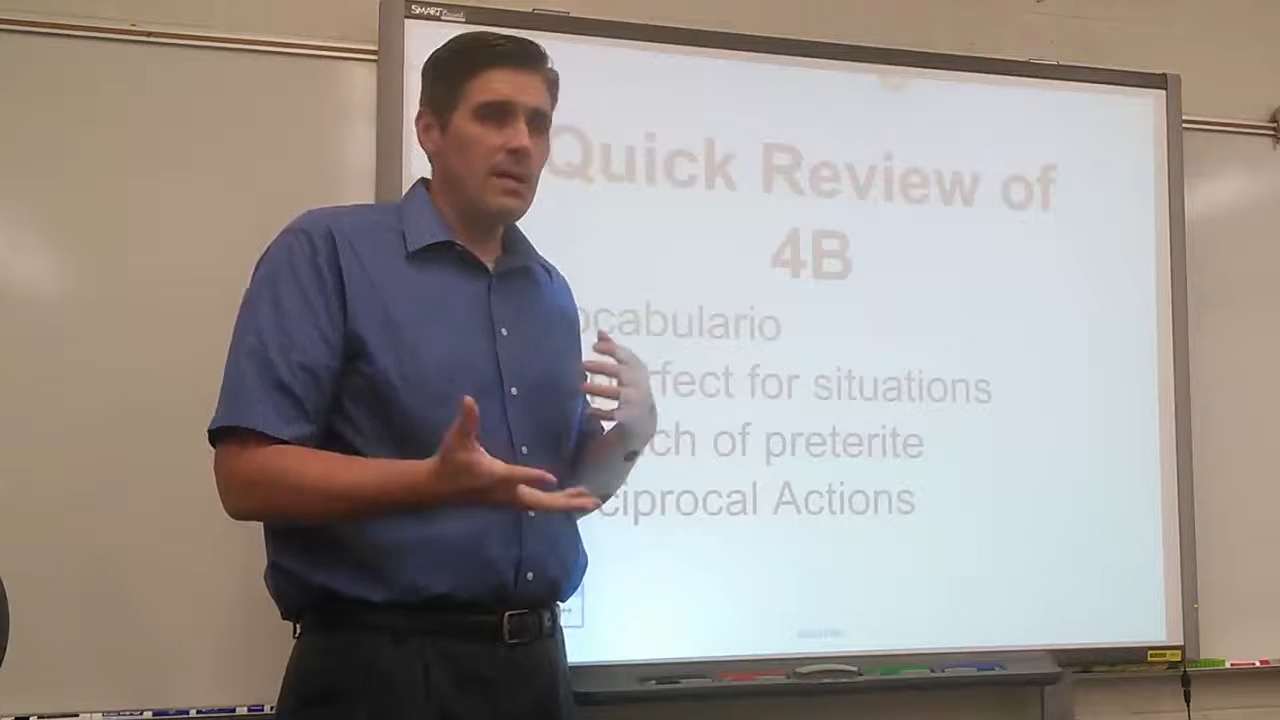 SMART Board
Quick Review of
4B
ocabulario
rfect for situations
ch of preterite
ciprocal Actions